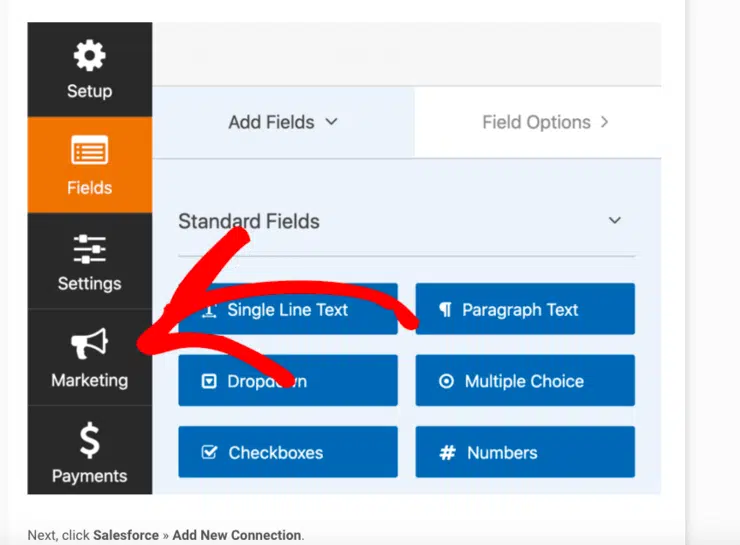 Setup
Fields
Settings
Marketing
Payments
Add Fields
Field Options
Standard Fields
Single Line Text
Paragraph Text
Dropdown
Multiple Choice
Checkboxes
# Numbers
Next, click Salesforce » Add New Connection.